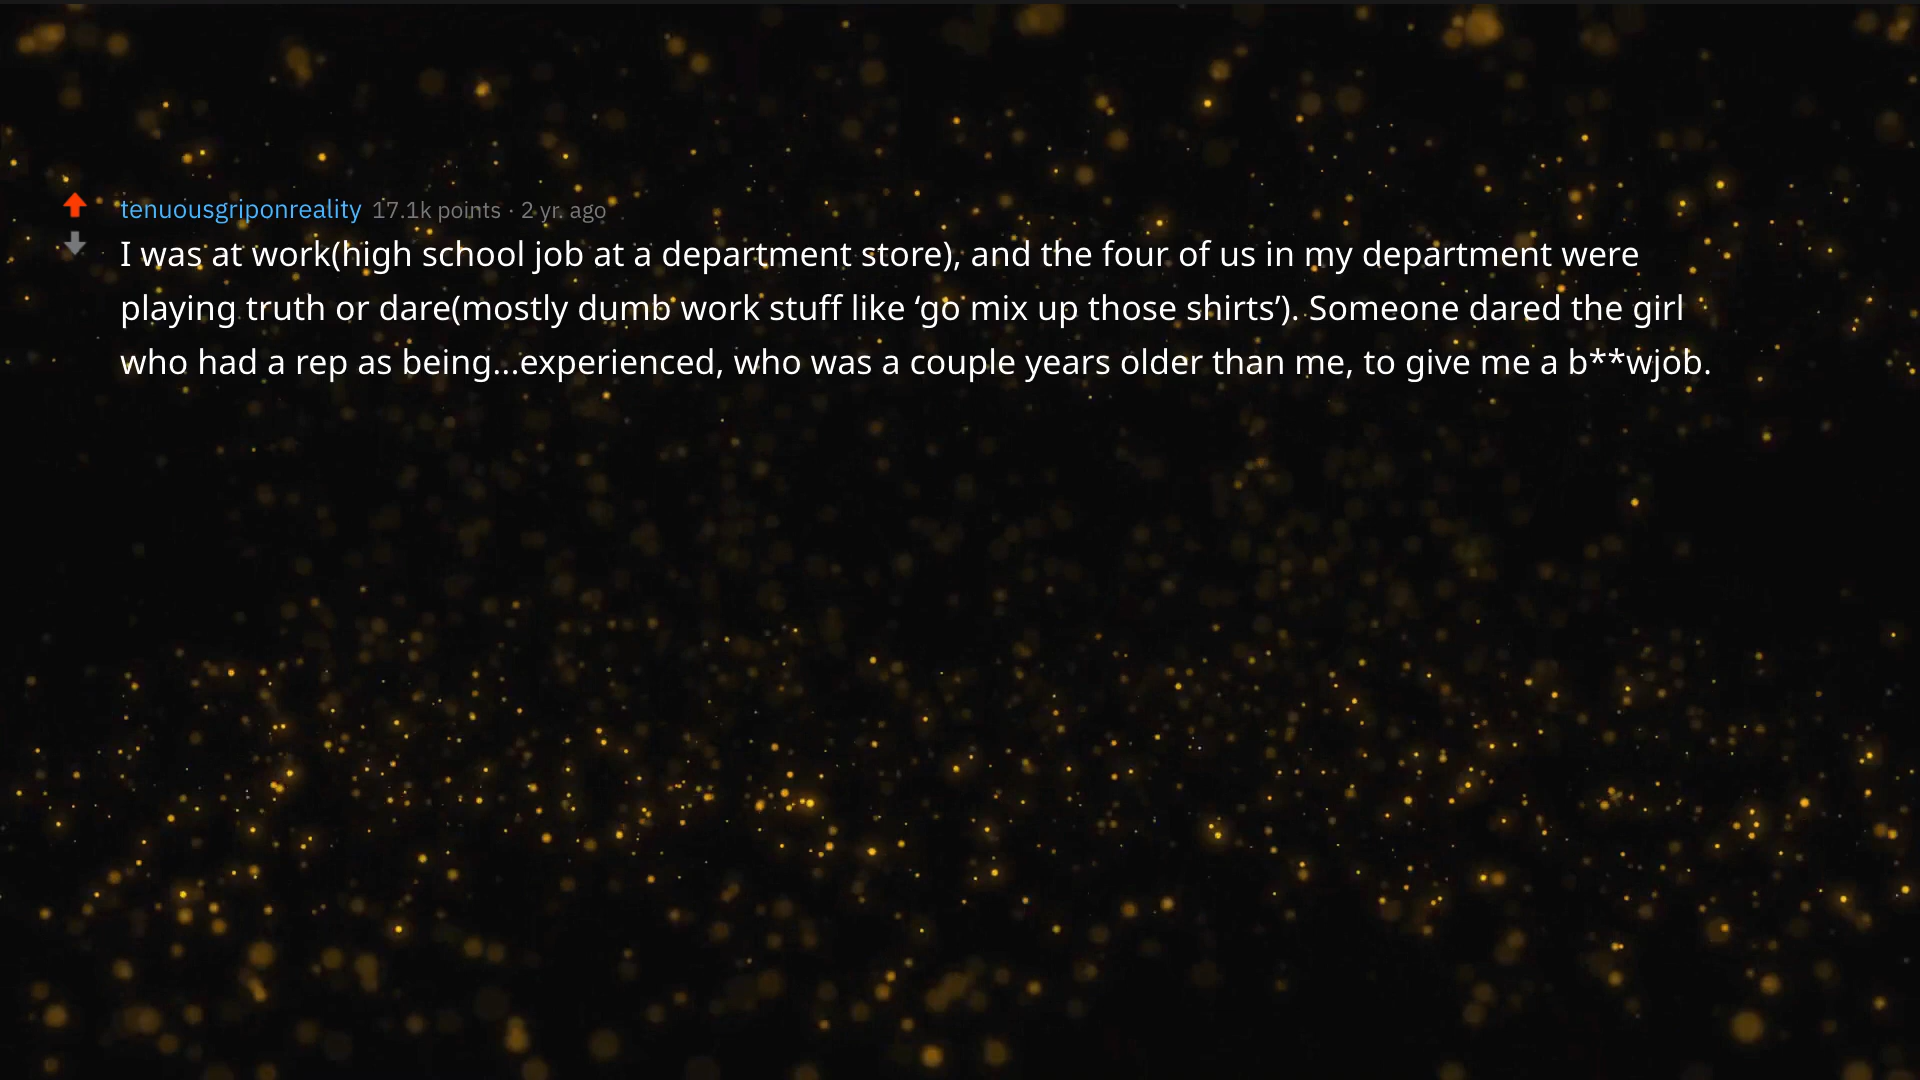 tenuousgriponreality 17.1k points · 2 yr. ago
I was at work(high school job at a department store), and the four of us in my department were
playing truth or dare(mostly dumb work stuff like ‘go mix up those shirts’). Someone dared the girl
who had a rep as being...experienced, who was a couple years older than me, to give me a b**wjob.